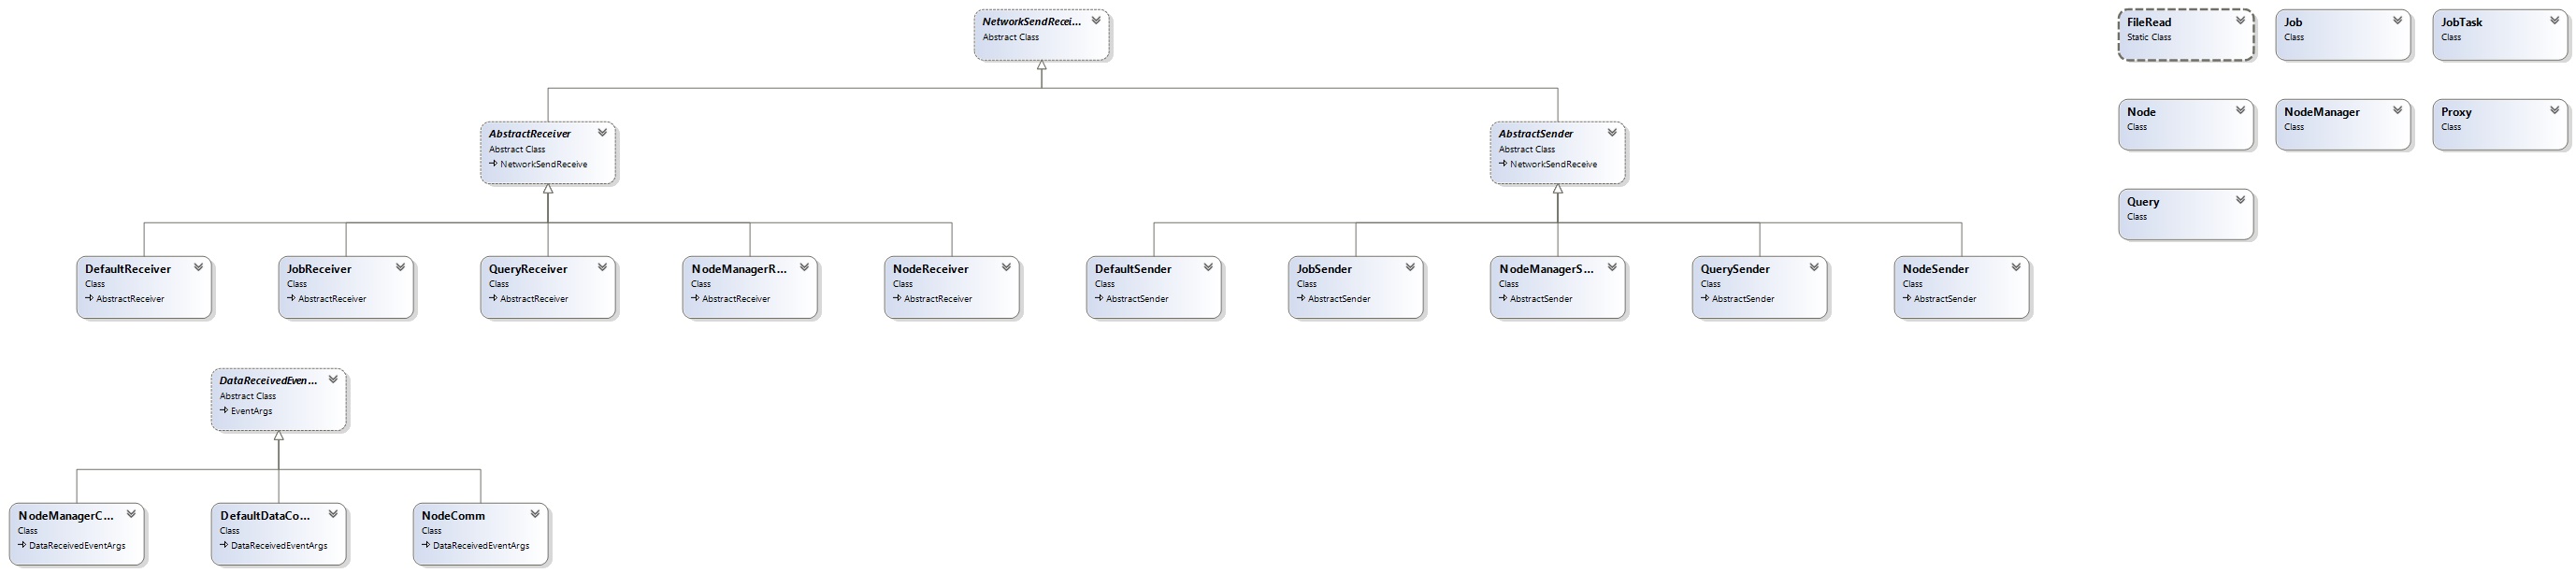 NetworkSendRecei...
Abstract Class
FileRead
Static Class
Job
Class
JobTask
Class
AbstractReceiver
Abstract Class
NetworkSendReceive
AbstractSender
Abstract Class
NetworkSendReceive
Node
Class
NodeManager
Class
Proxy
Class
Query
Class
DefaultReceiver
Class
AbstractReceiver
JobReceiver
Class
AbstractReceiver
QueryReceiver
Class
AbstractReceiver
NodeManagerR...
Class
AbstractReceiver
NodeReceiver
Class
AbstractReceiver
DefaultSender
Class
AbstractSender
JobSender
Class
AbstractSender
NodeManagerS...
Class
AbstractSender
QuerySender
Class
AbstractSender
NodeSender
Class
AbstractSender
DataReceivedEven...
Abstract Class
EventArgs
NodeManagerC...
Class
DataReceivedEventArgs
DefaultDataCo...
Class
DataReceivedEventArgs
NodeComm
Class
DataReceivedEventArgs